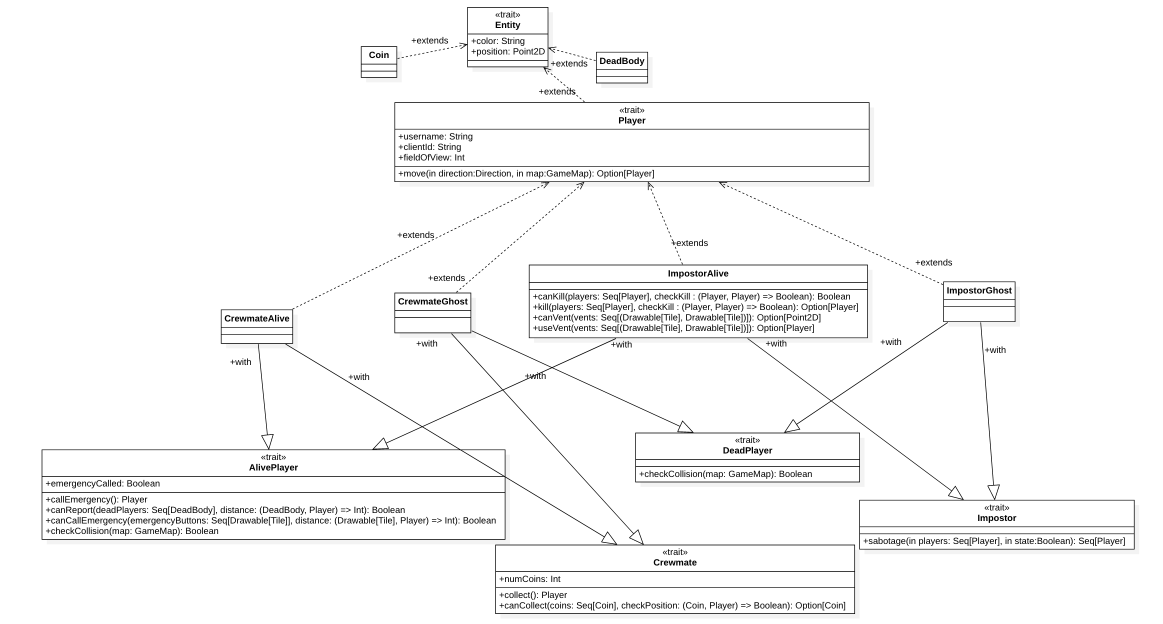 «trait»
Entity
+color: String
+position: Point2D
Coin
+extends
DeadBody
+extends
+extends
«trait»
Player
+username: String
+clientId: String
+fieldOfView: Int
+move(in direction:Direction, in map:GameMap): Option[Player]
+extends
+extends
+extends
+extends
CrewmateAlive
CrewmateGhost
ImpostorAlive
+canKill(players: Seq[Player], checkKill : (Player, Player) => Boolean): Boolean
+kill(players: Seq[Player], checkKill : (Player, Player) => Boolean): Option[Player]
+canVent(vents: Seq[(Drawable[Tile], Drawable[Tile])]): Option[Point2D]
+useVent(vents: Seq[(Drawable[Tile], Drawable[Tile])]): Option[Player]
ImpostorGhost
+with
+with
+with
+with
+with
+with
+with
+with
«trait»
AlivePlayer
+emergencyCalled: Boolean
+callEmergency(): Player
+canReport(deadPlayers: Seq[DeadBody], distance: (DeadBody, Player) => Int): Boolean
+canCallEmergency(emergencyButtons: Seq[Drawable[Tile]], distance: (Drawable[Tile], Player) => Int): Boolean
+checkCollision(map: GameMap): Boolean
«trait»
DeadPlayer
+checkCollision(map: GameMap): Boolean
«trait»
Impostor
+sabotage(in players: Seq[Player], in state:Boolean): Seq[Player]
«trait»
Crewmate
+numCoins: Int
+collect(): Player
+canCollect(coins: Seq[Coin], checkPosition: (Coin, Player) => Boolean): Option[Coin]